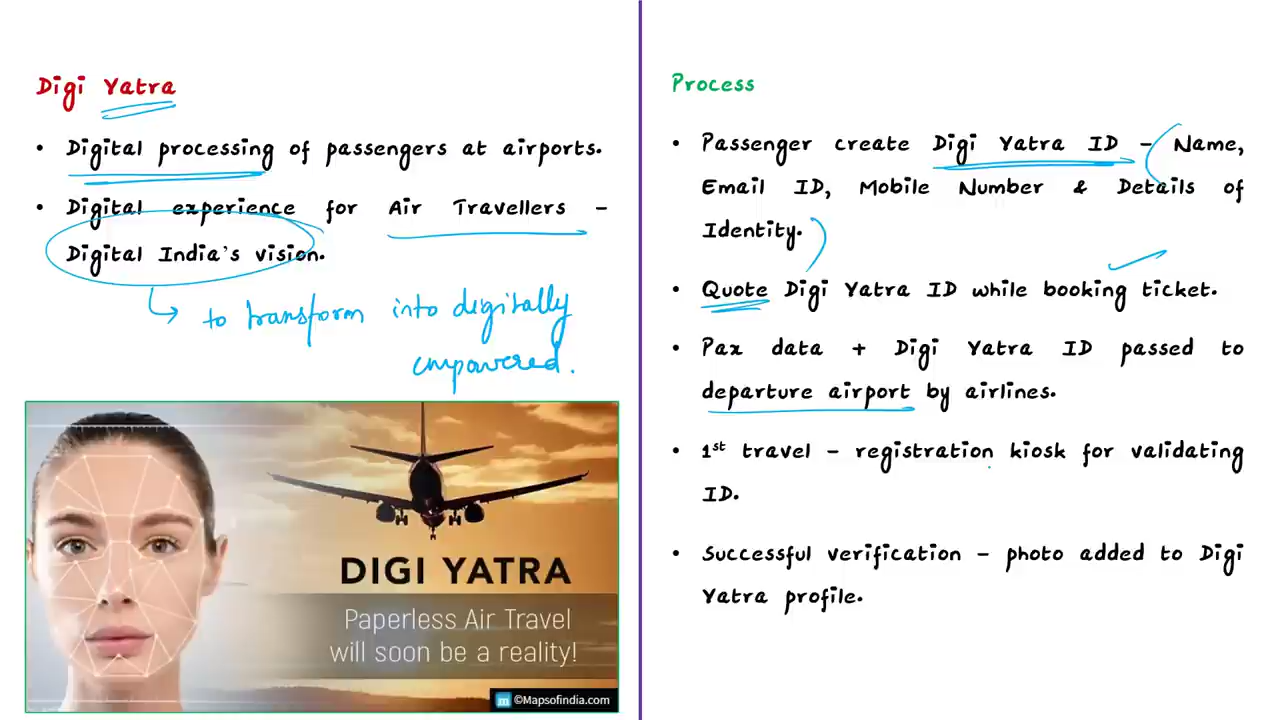 Digi Yatra
• Digital processing of passengers at airports.
• Digital experience for Air Travellers –
Digital India's vision.
to transform into digitally
empowered.
DIGI YATRA
Paperless Air Travel
will soon be a reality!
m ©Mapsofindia.com
Process
• Passenger create Digi Yatra ID – Name,
Email ID, Mobile Number & Details of
Identity.
• Quote Digi Yatra ID while booking ticket.
• Pax data + Digi Yatra ID passed to
departure airport by airlines.
• 1st travel – registration kiosk for validating
ID.
• Successful verification – photo added to Digi
Yatra profile.